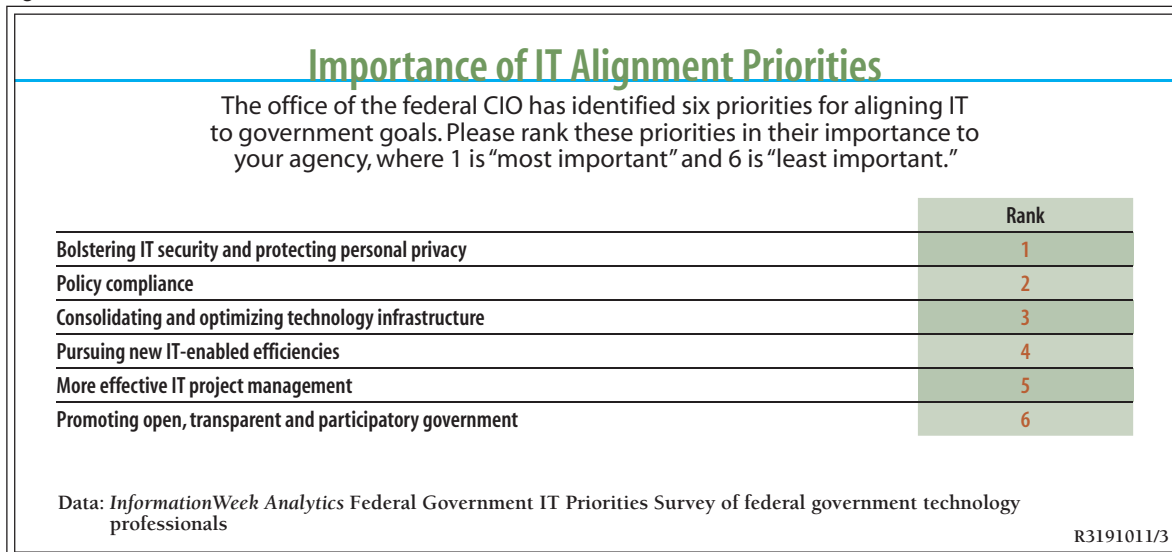 Importance of IT Alignment Priorities
The office of the federal CIO has identified six priorities for aligning IT
to government goals. Please rank these priorities in their importance to
your agency, where 1 is “most important” and 6 is “least important.”
Rank
Bolstering IT security and protecting personal privacy 1
Policy compliance 2
Consolidating and optimizing technology infrastructure 3
Pursuing new IT-enabled efficiencies 4
More effective IT project management 5
Promoting open, transparent and participatory government 6
Data: InformationWeek Analytics Federal Government IT Priorities Survey of federal government technology
professionals
R3191011/3